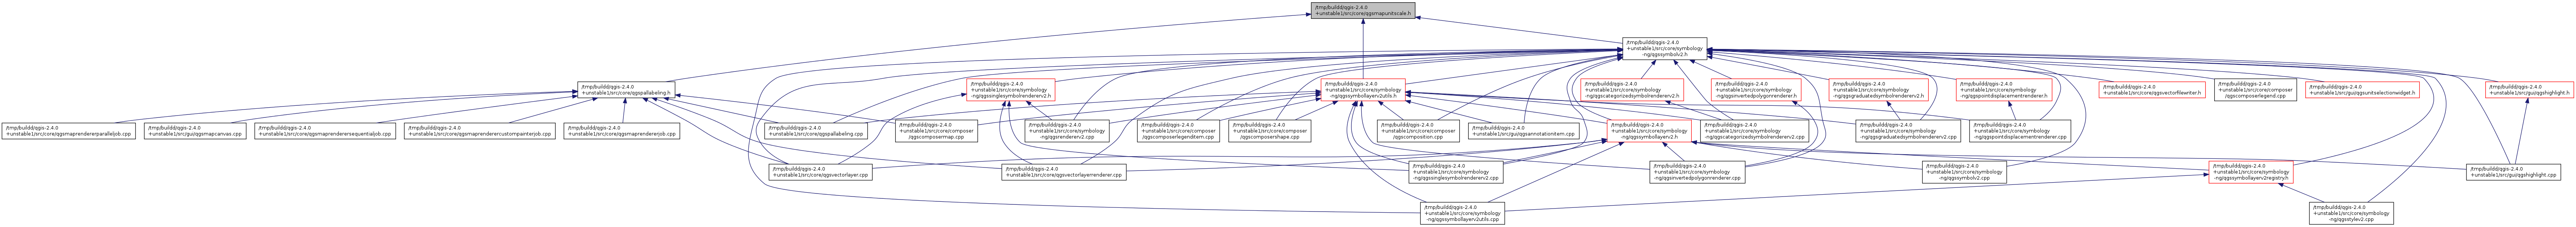 /tmp/buildd/qgis-2.4.0
+unstable1/src/core/qgsmapunitscale.h
/tmp/buildd/qgis-2.4.0
+unstable1/src/core/symbology
-ng/qgssymbolv2.h
/tmp/buildd/qgis-2.4.0
+unstable1/src/core/qgspallabeling.h
/tmp/buildd/qgis-2.4.0
+unstable1/src/core/symbology
-ng/qgssinglesymbolrendererv2.h
/tmp/buildd/qgis-2.4.0
+unstable1/src/core/symbology
-ng/qgssymbollayerv2utils.h
/tmp/buildd/qgis-2.4.0
+unstable1/src/core/symbology
-ng/qgscategorizedsymbolrendererv2.h
/tmp/buildd/qgis-2.4.0
+unstable1/src/core/symbology
-ng/qgsinvertedpolygonrenderer.h
/tmp/buildd/qgis-2.4.0
+unstable1/src/core/symbology
-ng/qgsgraduatedsymbolrendererv2.h
/tmp/buildd/qgis-2.4.0
+unstable1/src/core/symbology
-ng/qgspointdisplacementrenderer.h
/tmp/buildd/qgis-2.4.0
+unstable1/src/core/qgsvectorfilewriter.h
/tmp/buildd/qgis-2.4.0
+unstable1/src/core/composer
/qgscomposerlegend.cpp
/tmp/buildd/qgis-2.4.0
+unstable1/src/gui/qgsunitselectionwidget.h
/tmp/buildd/qgis-2.4.0
+unstable1/src/gui/qgshighlight.h
/tmp/buildd/qgis-2.4.0
+unstable1/src/core/qgsmaprendererparalleljob.cpp
/tmp/buildd/qgis-2.4.0
+unstable1/src/gui/qgsmapcanvas.cpp
/tmp/buildd/qgis-2.4.0
+unstable1/src/core/qgsmaprenderersequentialjob.cpp
/tmp/buildd/qgis-2.4.0
+unstable1/src/core/qgsmaprenderercustompainterjob.cpp
/tmp/buildd/qgis-2.4.0
+unstable1/src/core/qgsmaprendererjob.cpp
/tmp/buildd/qgis-2.4.0
+unstable1/src/core/qgspallabeling.cpp
/tmp/buildd/qgis-2.4.0
+unstable1/src/core/composer
/qgscomposermap.cpp
/tmp/buildd/qgis-2.4.0
+unstable1/src/core/symbology
-ng/qgsrendererv2.cpp
/tmp/buildd/qgis-2.4.0
+unstable1/src/core/composer
/qgscomposerlegenditem.cpp
/tmp/buildd/qgis-2.4.0
+unstable1/src/core/composer
/qgscomposershape.cpp
/tmp/buildd/qgis-2.4.0
+unstable1/src/core/composer
/qgscomposition.cpp
/tmp/buildd/qgis-2.4.0
+unstable1/src/gui/qgsannotationitem.cpp
/tmp/buildd/qgis-2.4.0
+unstable1/src/core/symbology
-ng/qgssymbollayerv2.h
/tmp/buildd/qgis-2.4.0
+unstable1/src/core/symbology
-ng/qgscategorizedsymbolrendererv2.cpp
/tmp/buildd/qgis-2.4.0
+unstable1/src/core/symbology
-ng/qgsgraduatedsymbolrendererv2.cpp
/tmp/buildd/qgis-2.4.0
+unstable1/src/core/symbology
-ng/qgspointdisplacementrenderer.cpp
/tmp/buildd/qgis-2.4.0
+unstable1/src/core/qgsvectorlayer.cpp
/tmp/buildd/qgis-2.4.0
+unstable1/src/core/qgsvectorlayerrenderer.cpp
/tmp/buildd/qgis-2.4.0
+unstable1/src/core/symbology
-ng/qgssinglesymbolrendererv2.cpp
/tmp/buildd/qgis-2.4.0
+unstable1/src/core/symbology
-ng/qgsinvertedpolygonrenderer.cpp
/tmp/buildd/qgis-2.4.0
+unstable1/src/core/symbology
-ng/qgssymbolv2.cpp
/tmp/buildd/qgis-2.4.0
+unstable1/src/core/symbology
-ng/qgssymbollayerv2registry.h
/tmp/buildd/qgis-2.4.0
+unstable1/src/gui/qgshighlight.cpp
/tmp/buildd/qgis-2.4.0
+unstable1/src/core/symbology
-ng/qgssymbollayerv2utils.cpp
/tmp/buildd/qgis-2.4.0
+unstable1/src/core/symbology
-ng/qgsstylev2.cpp